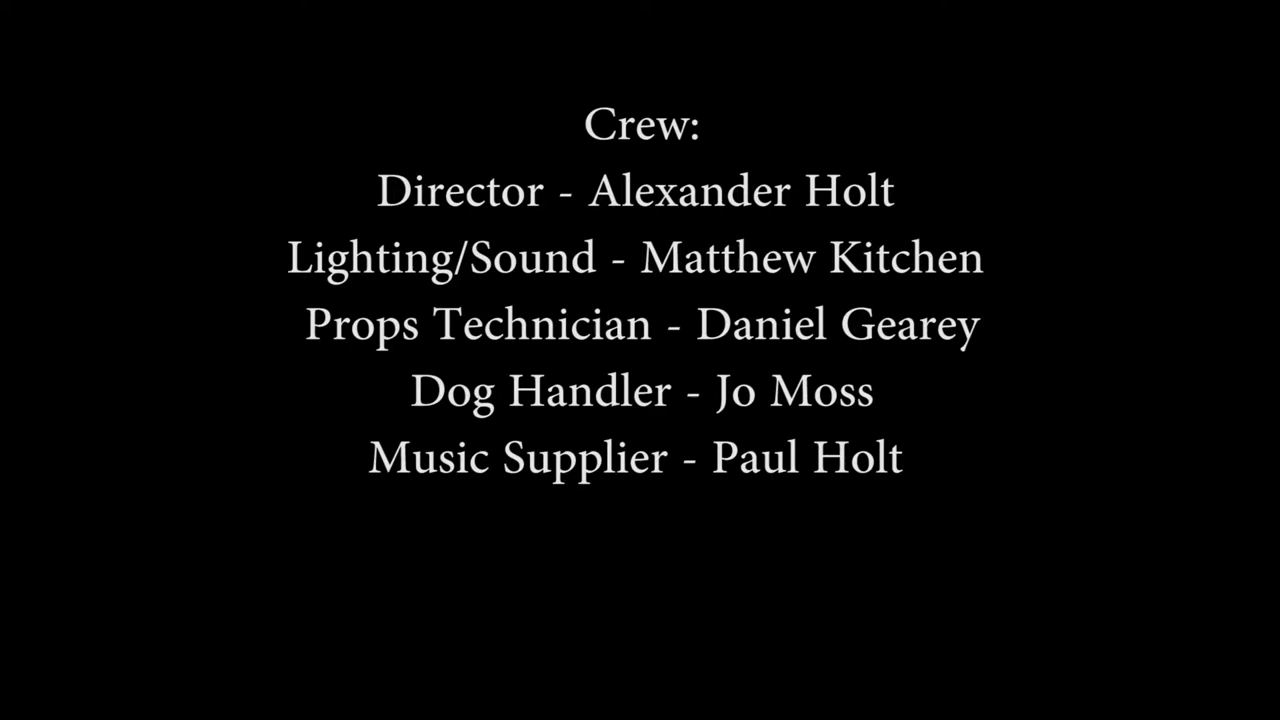 Crew:
Director - Alexander Holt
Lighting/Sound - Matthew Kitchen
Props Technician - Daniel Gearey
Dog Handler - Jo Moss
Music Supplier - Paul Holt